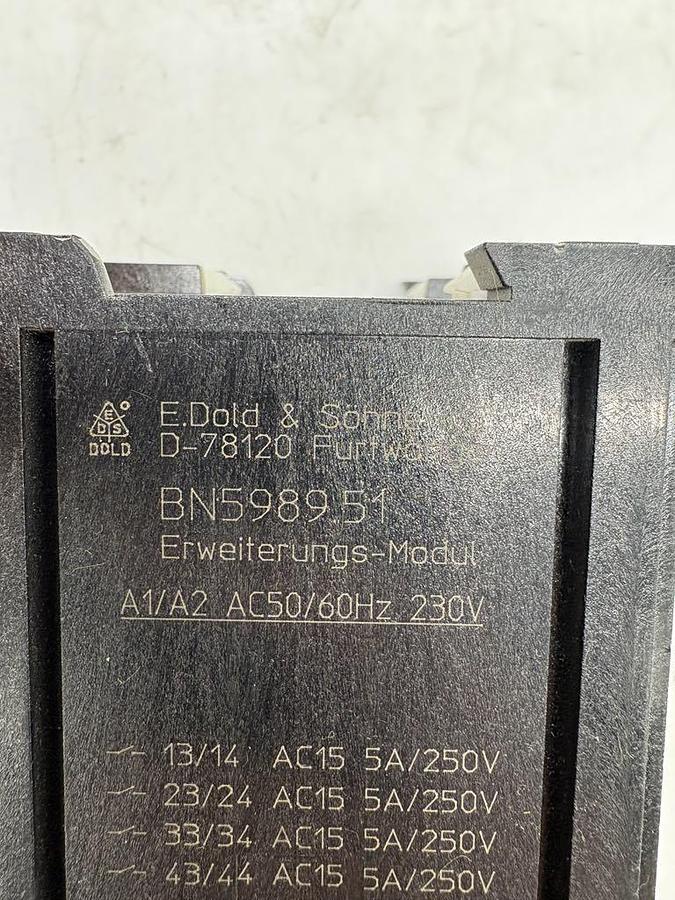 E
DS
DOLD
E.Dold & Söhne
D-78120 Furtwangen
BN5989.51
Erweiterungs-Modul
A1/A2 AC50/60Hz 230V
13/14 AC15 5A/250V
23/24 AC15 5A/250V
33/34 AC15 5A/250V
43/44 AC15 5A/250V